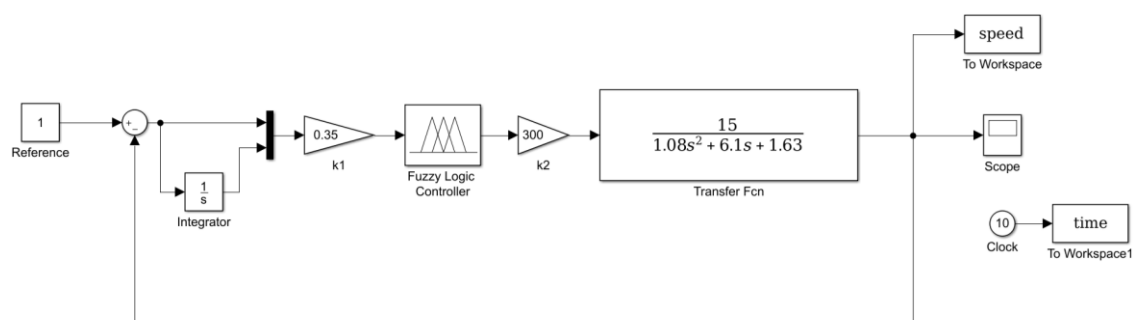 speed
To Workspace
1
Reference
+
−
0.35
k1
Fuzzy Logic
Controller
300
k2
15
1.08s² + 6.1s + 1.63
Transfer Fcn
Scope
1
s
Integrator
10
Clock
time
To Workspace1